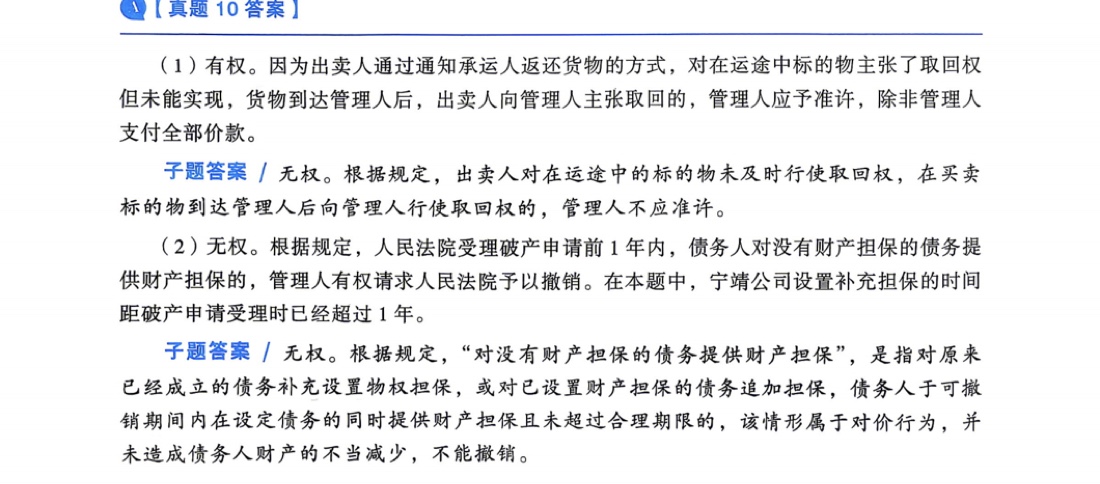 【真题 10 答案】
（1）有权。因为出卖人通过通知承运人返还货物的方式，对在运途中标的物主张了取回权
但未能实现，货物到达管理人后，出卖人向管理人主张取回的，管理人应予准许，除非管理人
支付全部价款。
子题答案 / 无权。根据规定，出卖人对在运途中的标的物未及时行使取回权，在买卖
标的物到达管理人后向管理人行使取回权的，管理人不应准许。
（2）无权。根据规定，人民法院受理破产申请前 1 年内，债务人对没有财产担保的债务提
供财产担保的，管理人有权请求人民法院予以撤销。在本题中，宁靖公司设置补充担保的时间
距破产申请受理时已经超过 1 年。
子题答案 / 无权。根据规定，“对没有财产担保的债务提供财产担保”，是指对原来
已经成立的债务补充设置物权担保，或对已设置财产担保的债务追加担保，债务人于可撤
销期间内在设定债务的同时提供财产担保且未超过合理期限的，该情形属于对价行为，并
未造成债务人财产的不当减少，不能撤销。